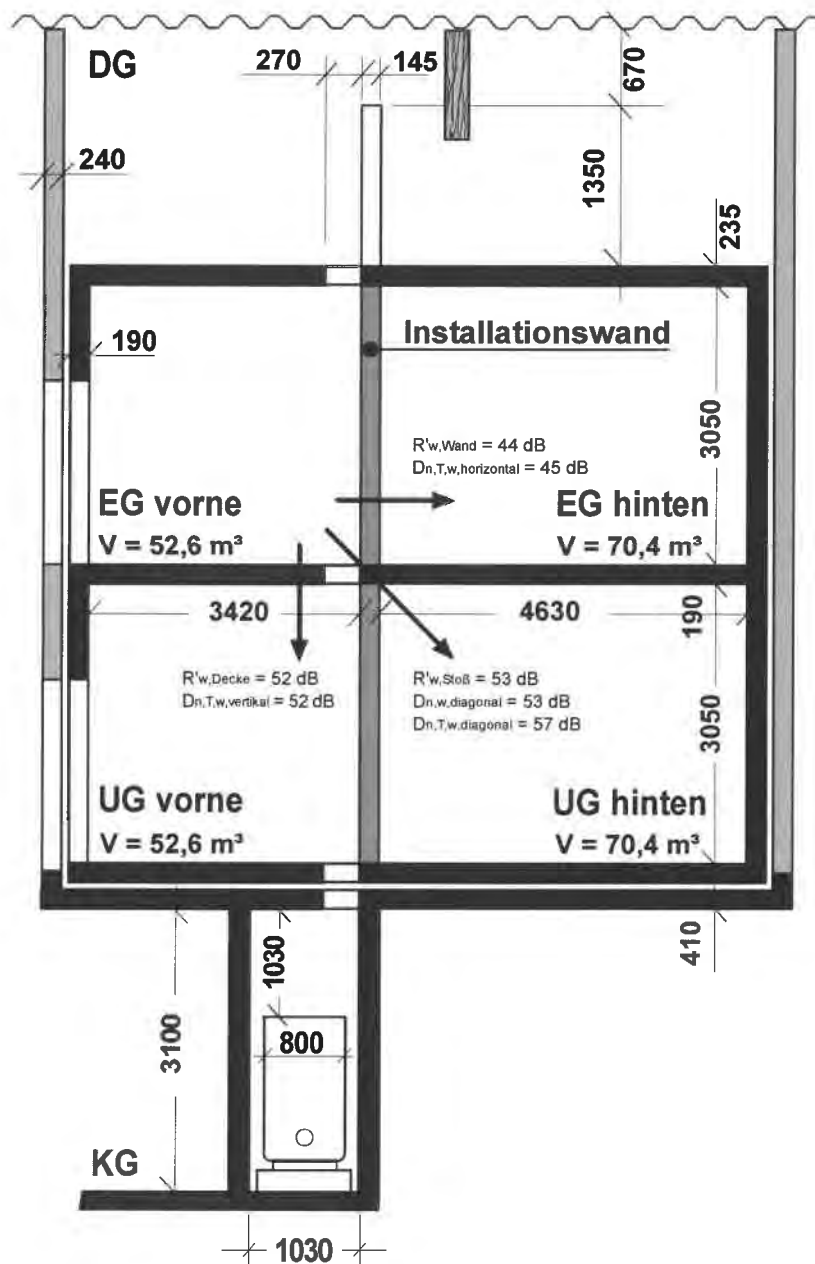 DG
270
145
670
240
1350
235
190
Installationswand
3050
R'w,Wand = 44 dB
Dn,T,w,horizontal = 45 dB
EG vorne
V = 52,6 m³
EG hinten
V = 70,4 m³
3420
4630
190
R'w,Decke = 52 dB
Dn,T,w,vertikal = 52 dB
R'w,Stoß = 53 dB
Dn,w,diagonal = 53 dB
Dn,T,w,diagonal = 57 dB
3050
UG vorne
V = 52,6 m³
UG hinten
V = 70,4 m³
1030
410
3100
800
KG
1030